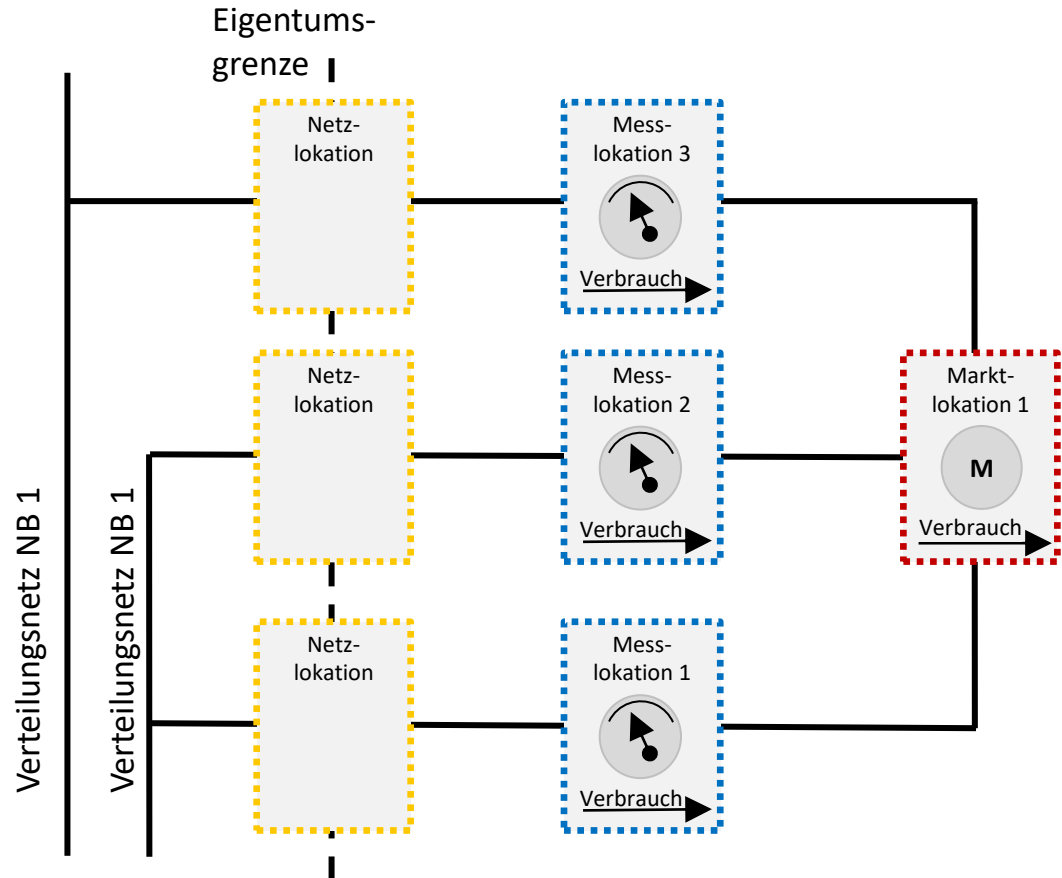 Eigentums-
grenze
Netz-
lokation
Mess-
lokation 3
Verbrauch
Netz-
lokation
Mess-
lokation 2
Verbrauch
Markt-
lokation 1
M
Verbrauch
Netz-
lokation
Mess-
lokation 1
Verbrauch
Verteilungsnetz NB 1
Verteilungsnetz NB 1